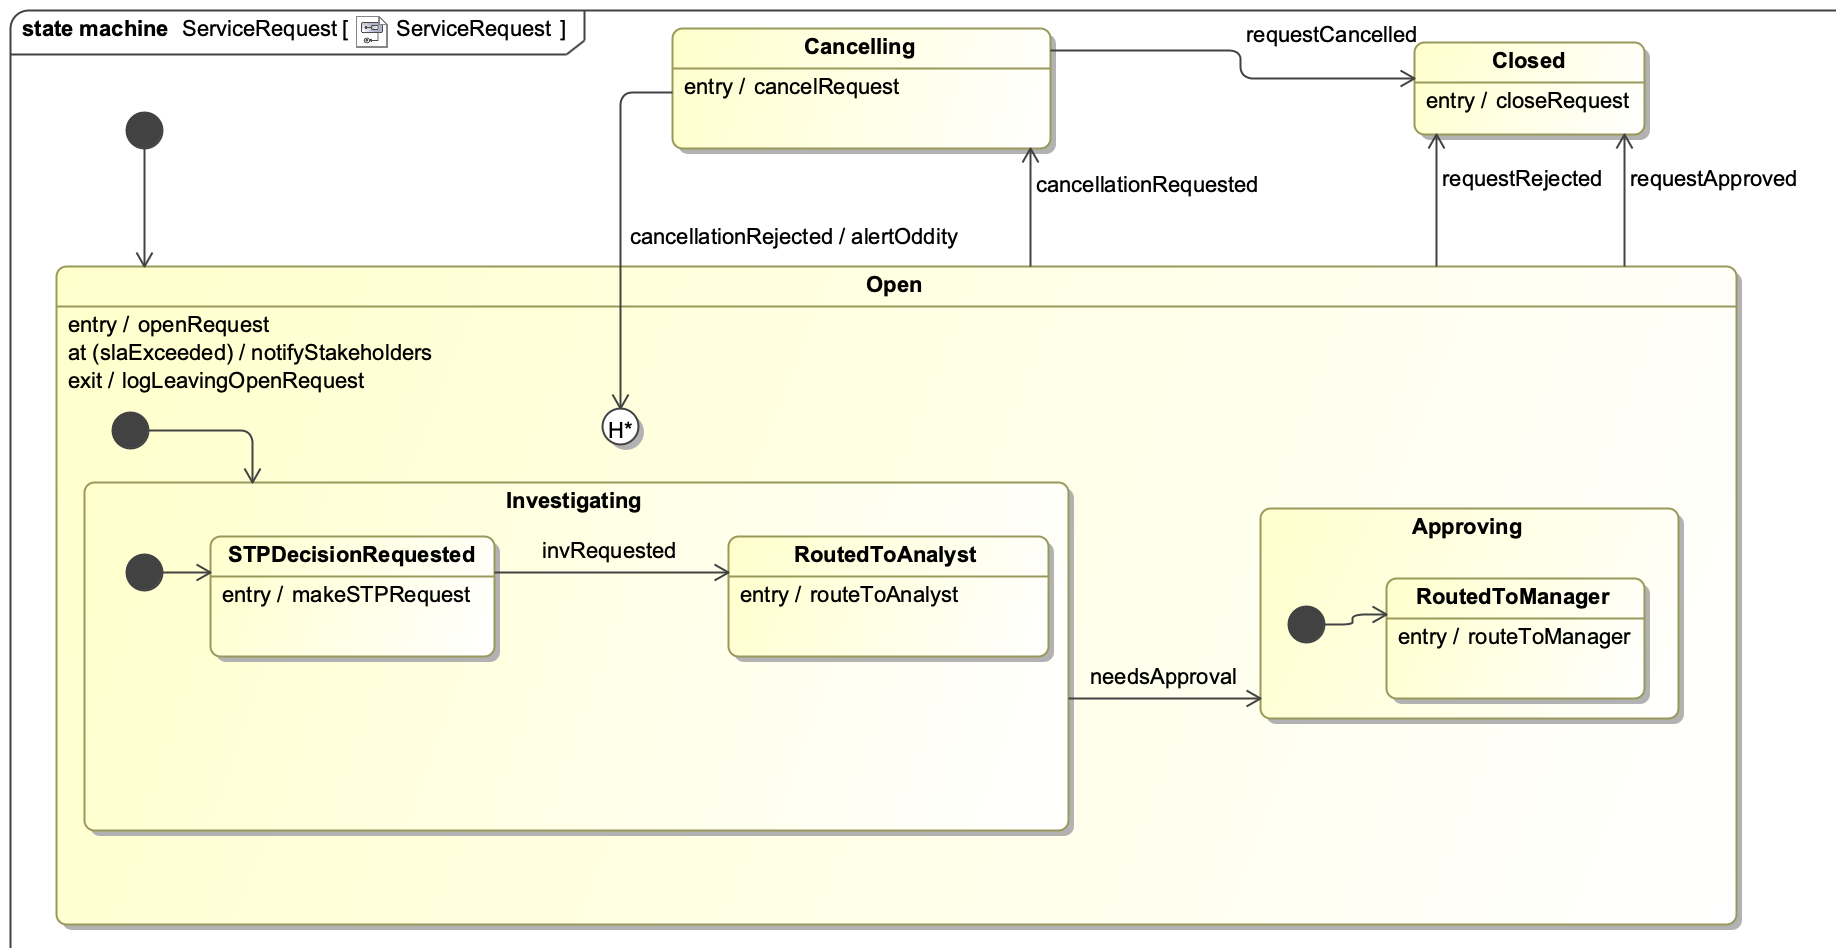 state machine ServiceRequest [ ServiceRequest ]
Cancelling
entry / cancelRequest
requestCancelled
Closed
entry / closeRequest
cancellationRequested
requestRejected
requestApproved
cancellationRejected / alertOddity
Open
entry / openRequest
at (slaExceeded) / notifyStakeholders
exit / logLeavingOpenRequest
H*
Investigating
STPDecisionRequested
entry / makeSTPRequest
invRequested
RoutedToAnalyst
entry / routeToAnalyst
needsApproval
Approving
RoutedToManager
entry / routeToManager